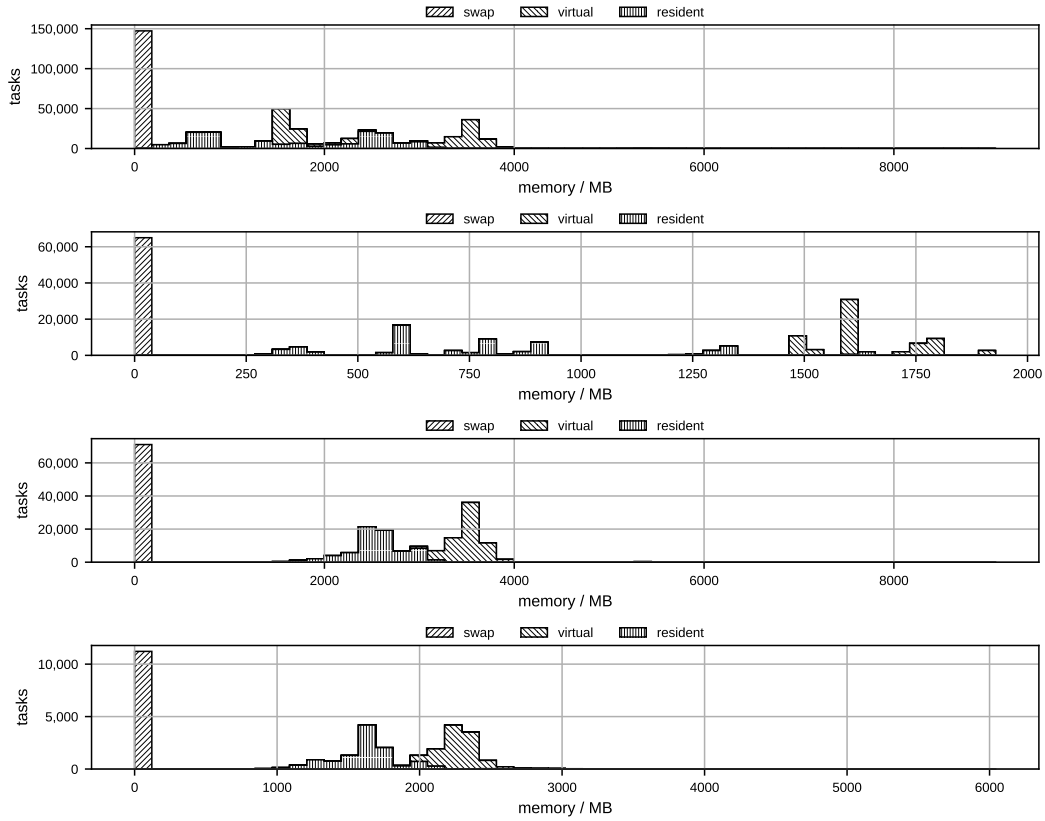 swap virtual resident
150,000
100,000
50,000
0
tasks
0 2000 4000 6000 8000
memory / MB
swap virtual resident
60,000
40,000
20,000
0
tasks
0 250 500 750 1000 1250 1500 1750 2000
memory / MB
swap virtual resident
60,000
40,000
20,000
0
tasks
0 2000 4000 6000 8000
memory / MB
swap virtual resident
10,000
5,000
0
tasks
0 1000 2000 3000 4000 5000 6000
memory / MB